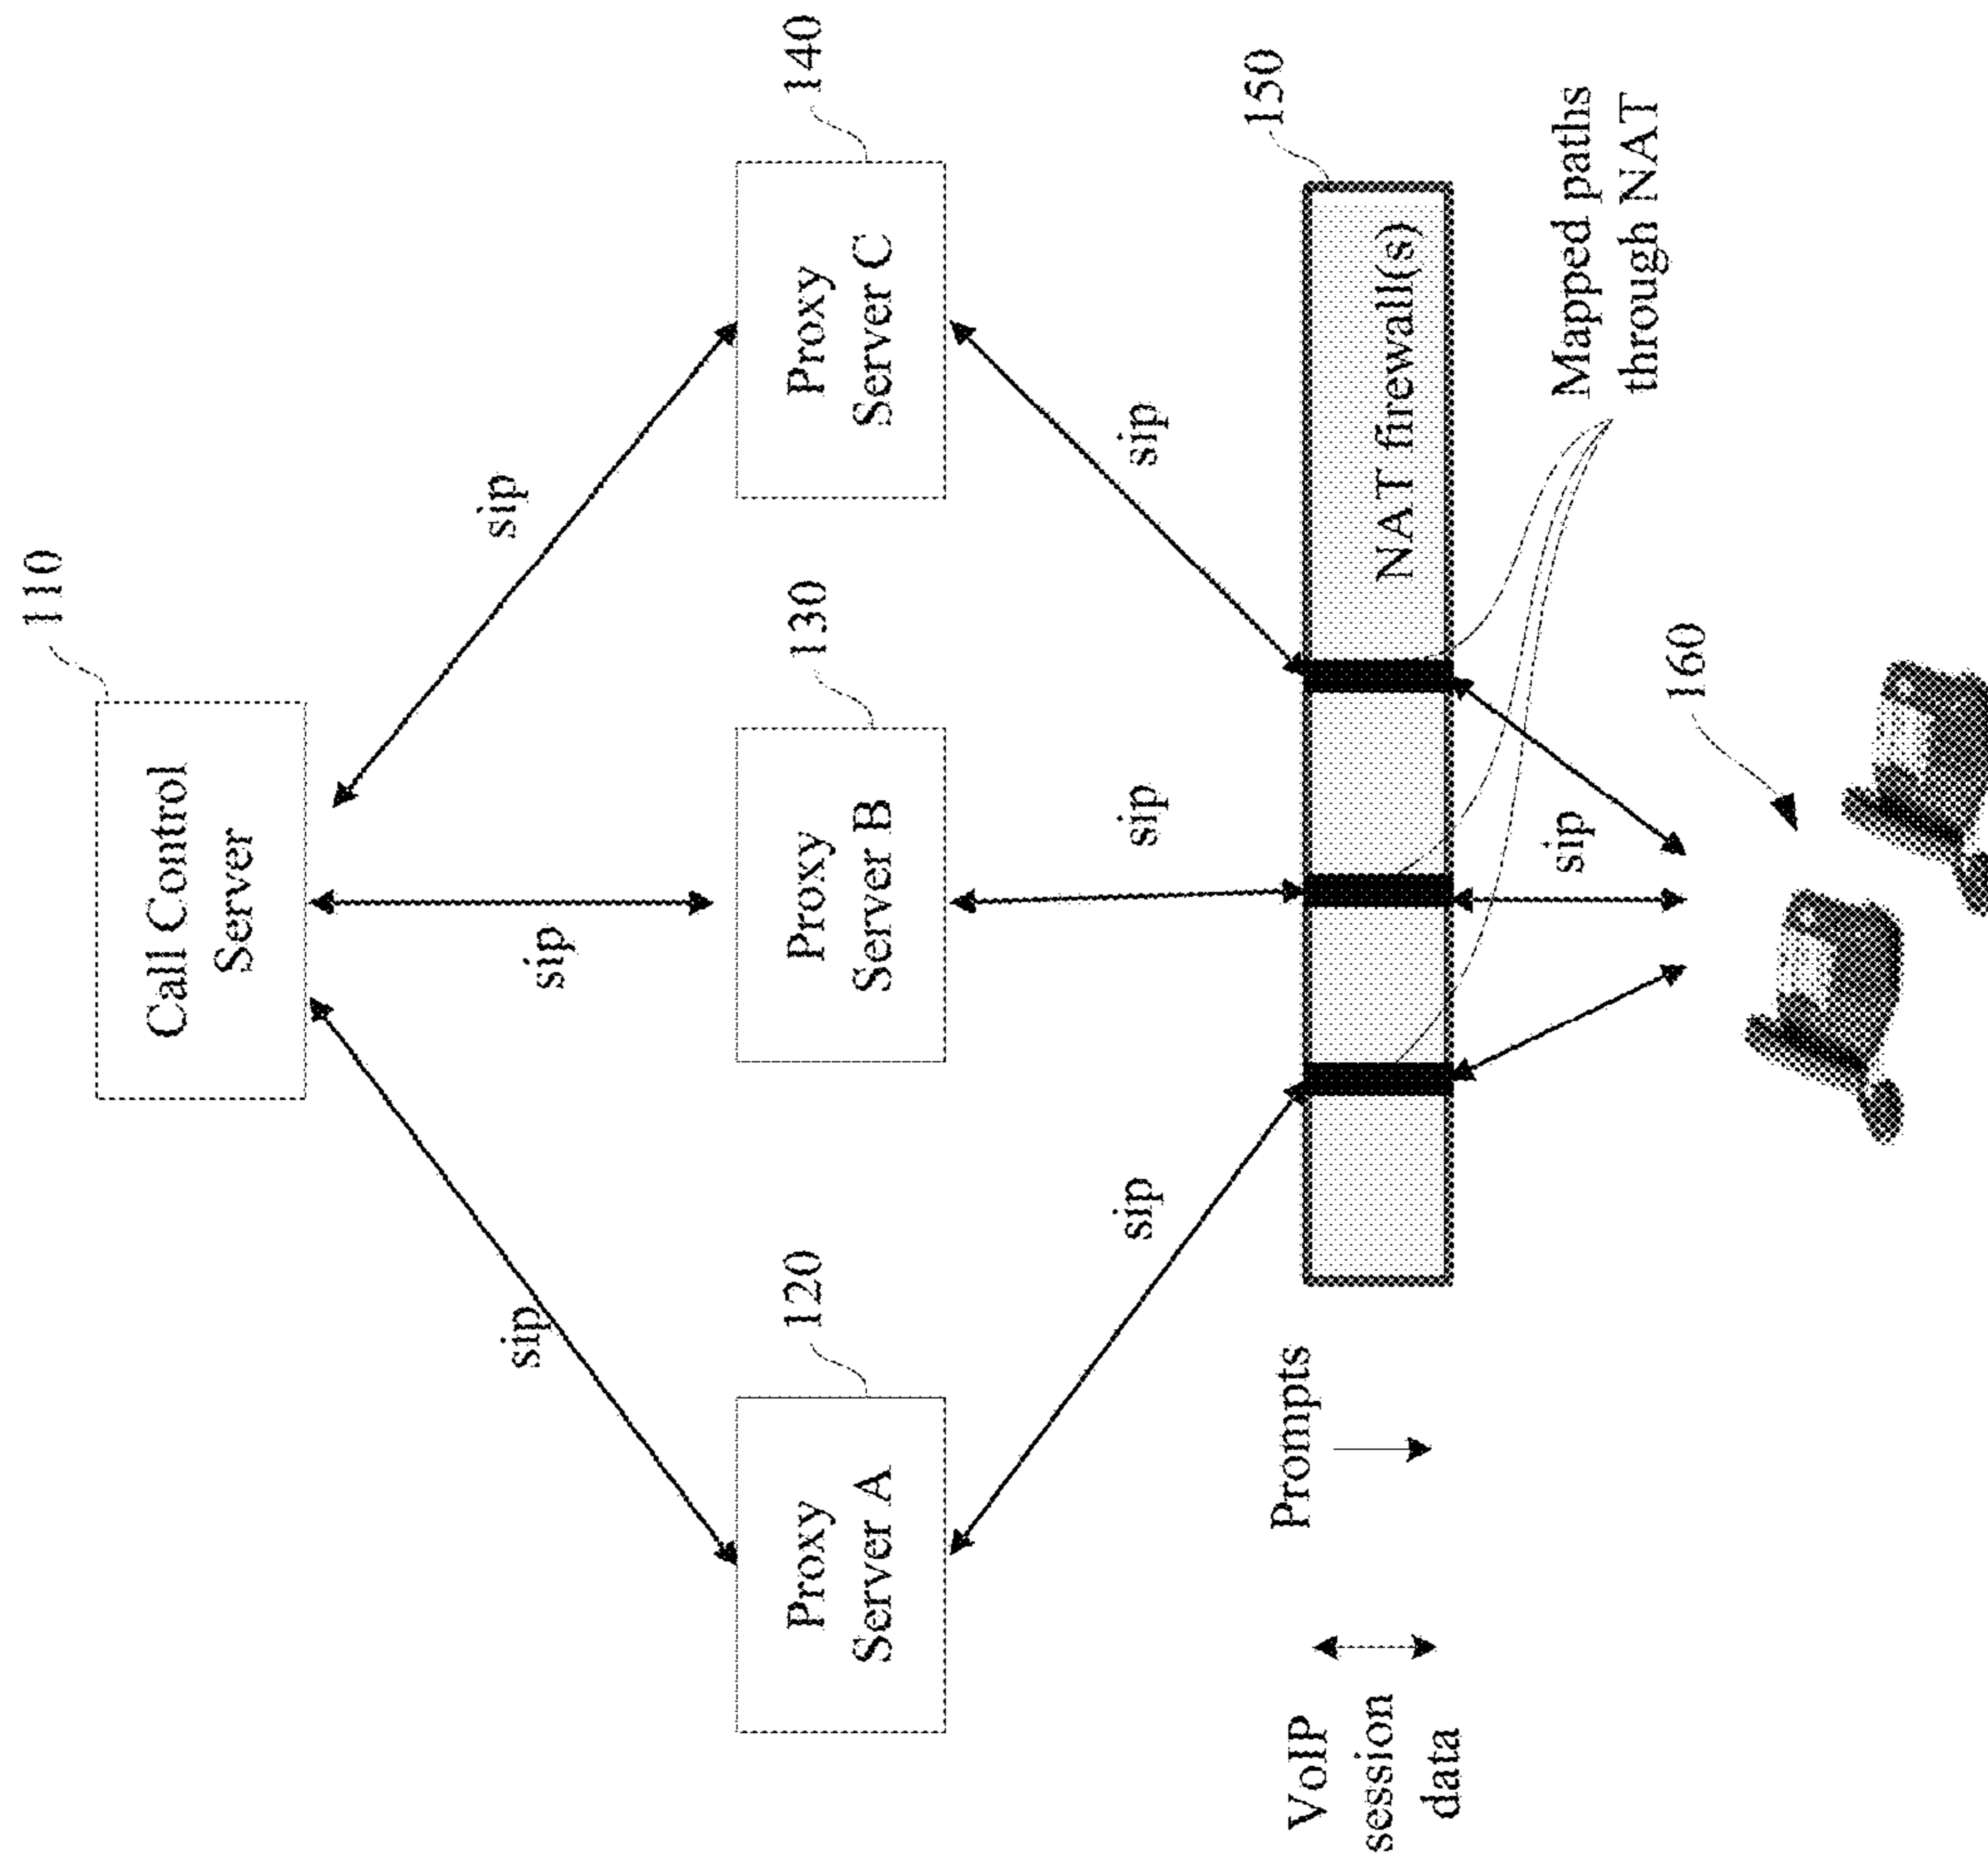 110
Call Control
Server
sip
sip
sip
120
130
140
Proxy
Server A
Proxy
Server B
Proxy
Server C
sip
sip
sip
150
NAT firewall(s)
VoIP
session
data
Prompts
Mapped paths
through NAT
sip
160